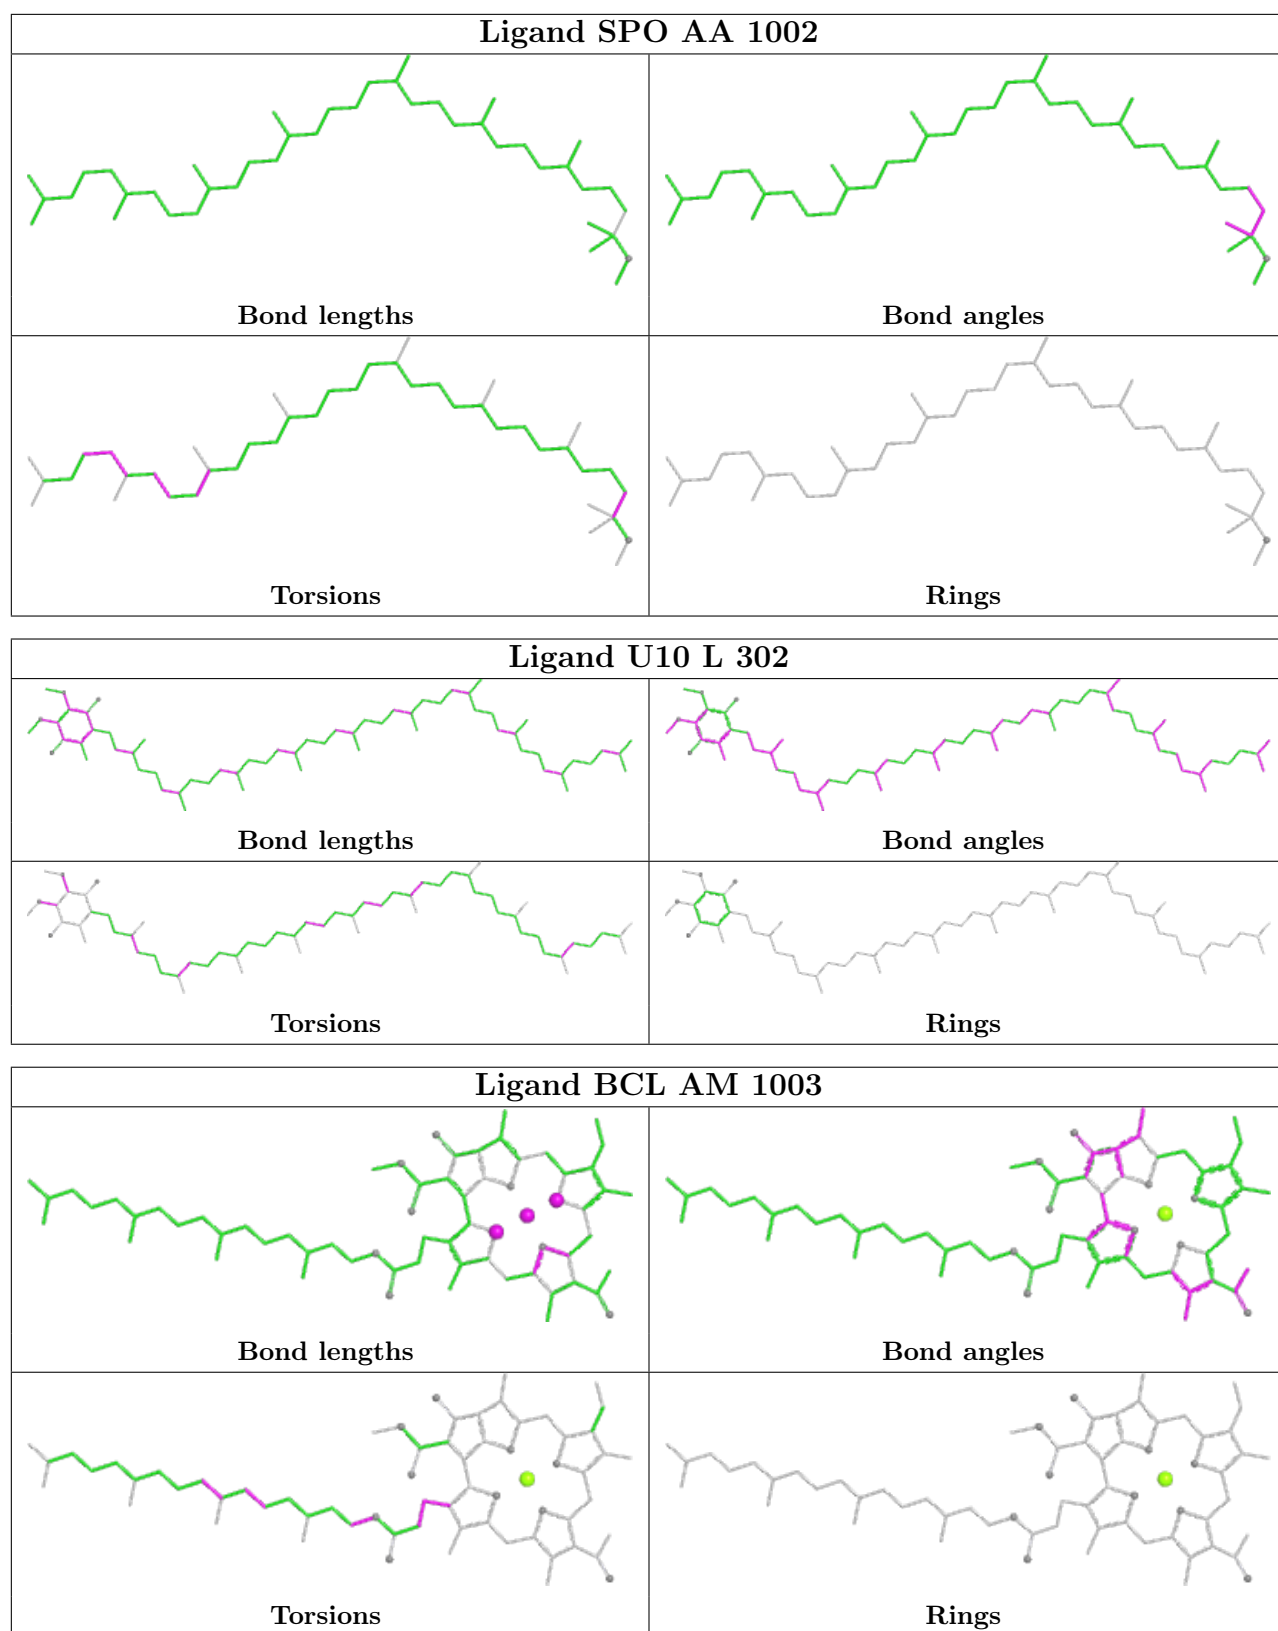 Ligand SPO AA 1002
Bond lengths
Bond angles
Torsions
Rings
Ligand U10 L 302
Bond lengths
Bond angles
Torsions
Rings
Ligand BCL AM 1003
Bond lengths
Bond angles
Torsions
Rings